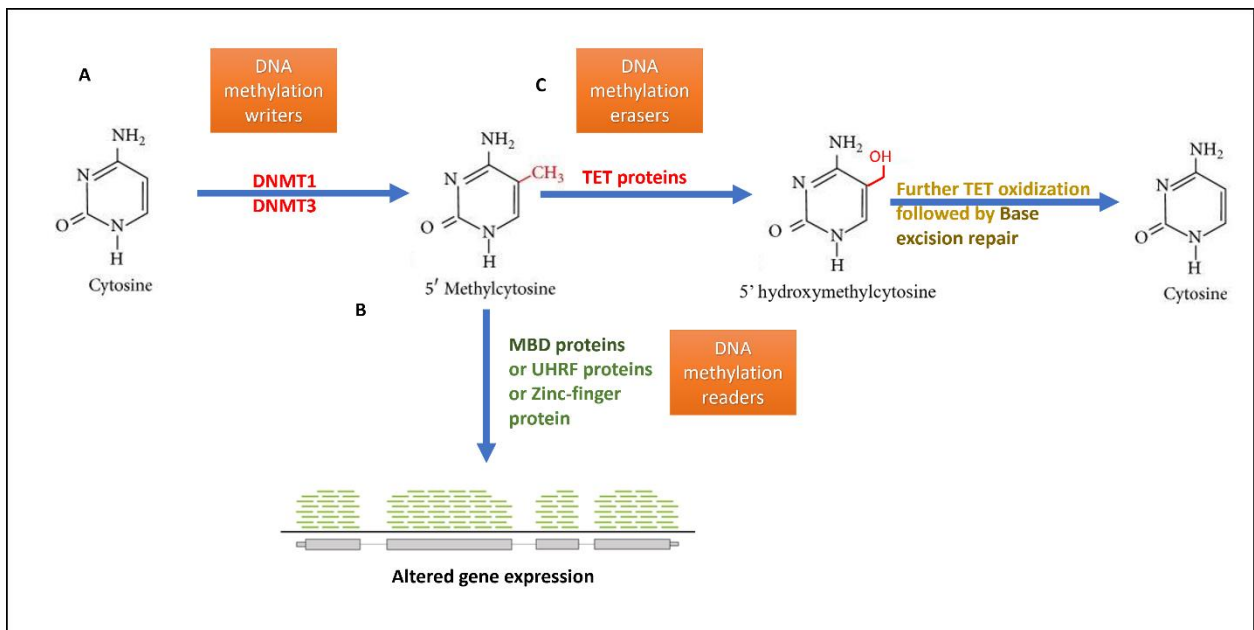 A
DNA
methylation
writers
C
DNA
methylation
erasers
NH₂
N
O
N
H
Cytosine
DNMT1
DNMT3
NH₂
CH₃
N
O
N
H
5′ Methylcytosine
TET proteins
NH₂
OH
N
O
N
H
5' hydroxymethylcytosine
Further TET oxidization
followed by Base
excision repair
NH₂
N
O
N
H
Cytosine
B
MBD proteins
or UHRF proteins
or Zinc-finger
protein
DNA
methylation
readers
Altered gene expression